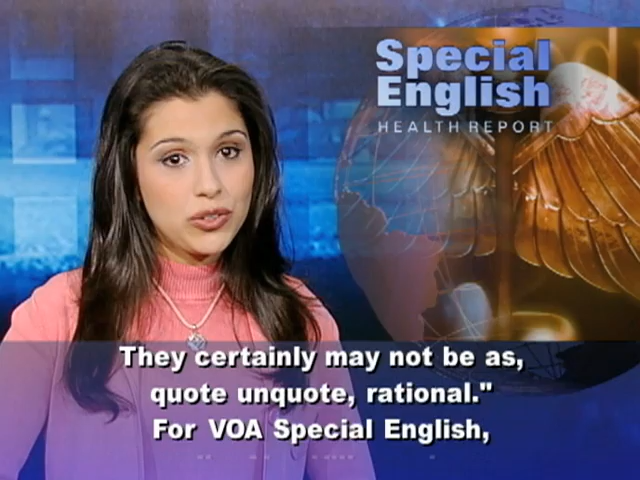 Special
English
HEALTH REPORT
They certainly may not be as,
quote unquote, rational."
For VOA Special English,